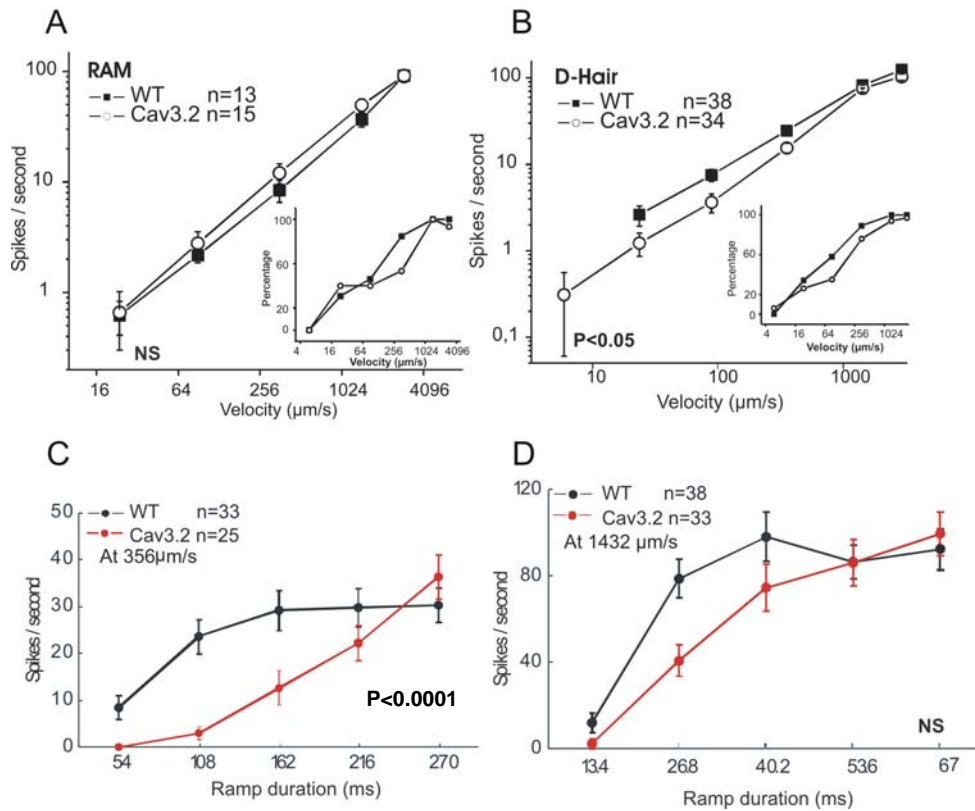 A
RAM
WT n=13
Cav3.2 n=15
Spikes / second
100
10
1
NS
16 64 256 1024 4096
Velocity (µm/s)
Percentage
100
80
60
40
20
0
4 16 64 256 1024 4096
Velocity (µm/s)
B
D-Hair
WT n=38
Cav3.2 n=34
Spikes / second
100
10
1
0,1
P<0.05
10 100 1000
Velocity (µm/s)
Percentage
100
80
60
40
20
0
4 16 64 256 1024
Velocity (µm/s)
C
WT n=33
Cav3.2 n=25
At 356µm/s
Spikes / second
50
40
30
20
10
0
P<0.0001
54 108 162 216 270
Ramp duration (ms)
D
WT n=38
Cav3.2 n=33
At 1432 µm/s
Spikes / second
120
80
40
0
NS
13.4 26.8 40.2 53.6 67
Ramp duration (ms)